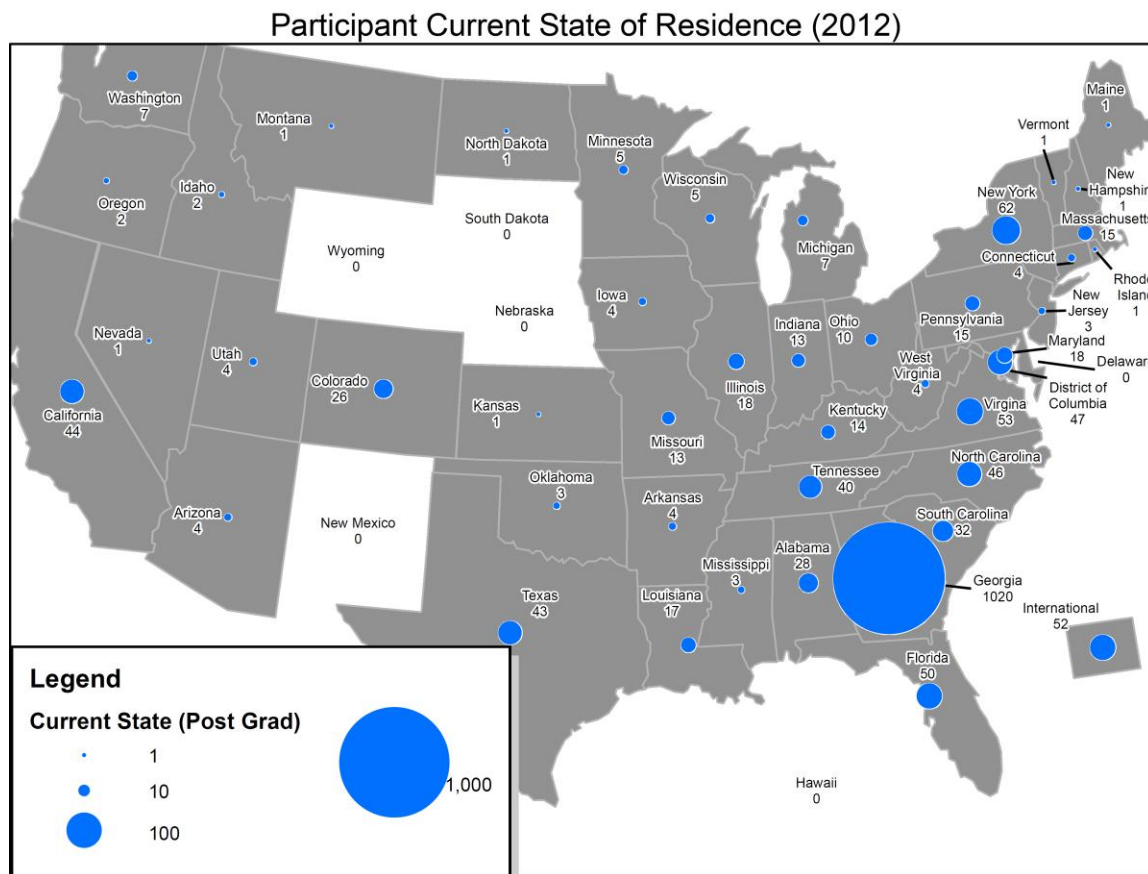 Participant Current State of Residence (2012)
Washington
7
Montana
1
North Dakota
1
Minnesota
5
Maine
1
Vermont
1
New
Hampshire
1
Oregon
2
Idaho
2
Wisconsin
5
Michigan
7
New York
62
Massachusetts
15
South Dakota
0
Wyoming
0
Connecticut
4
Rhode
Island
1
Nebraska
0
Iowa
4
New
Jersey
3
Pennsylvania
15
Maryland
18
Delaware
0
District of
Columbia
47
Nevada
1
Utah
4
Colorado
26
Kansas
1
Illinois
18
Indiana
13
Ohio
10
West
Virginia
4
Virgina
53
California
44
Missouri
13
Kentucky
14
North Carolina
46
Tennessee
40
Oklahoma
3
Arkansas
4
South Carolina
32
Arizona
4
New Mexico
0
Mississippi
3
Alabama
28
Georgia
1020
Texas
43
Louisiana
17
International
52
Florida
50
Hawaii
0
Legend
Current State (Post Grad)
1
10
100
1,000